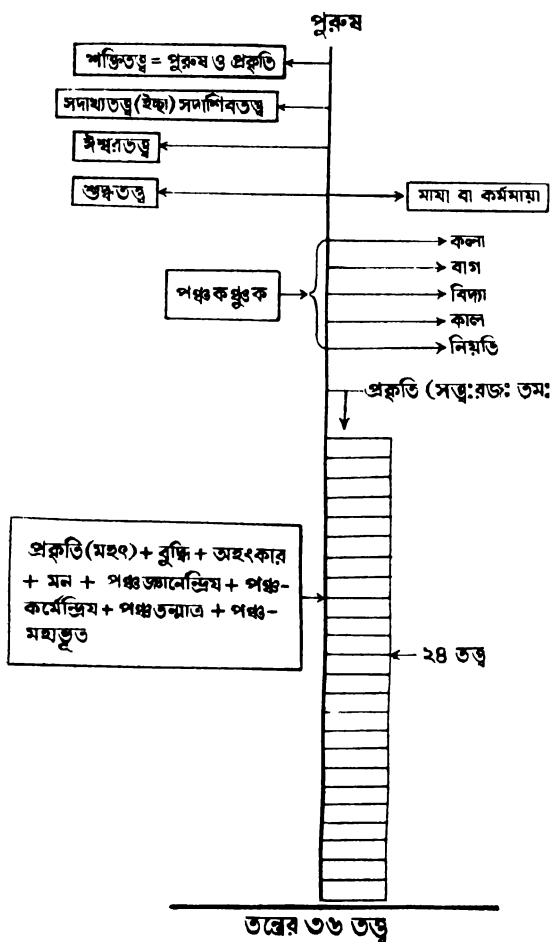 পুরুষ
শক্তিতত্ত্ব = পুরুষ ও প্রকৃতি
সদাখ্যতত্ত্ব (ইচ্ছা) সদাশিবতত্ত্ব
ঈশ্বরতত্ত্ব
শুদ্ধতত্ত্ব
মাযা বা কর্মমায়া
কলা
বাগ
পঞ্চকঞ্চুক
বিদ্যা
কাল
নিয়তি
প্রকৃতি (সত্ত্ব:রজ: তম:
প্রকৃতি (মহৎ) + বুদ্ধি + অহংকার
+ মন + পঞ্চজ্ঞানেন্দ্রিয + পঞ্চ-
কর্মেন্দ্রিয + পঞ্চতন্মাত্র + পঞ্চ-
মহাভূত
২৪ তত্ত্ব
তন্ত্রের ৩৬ তত্ত্ব